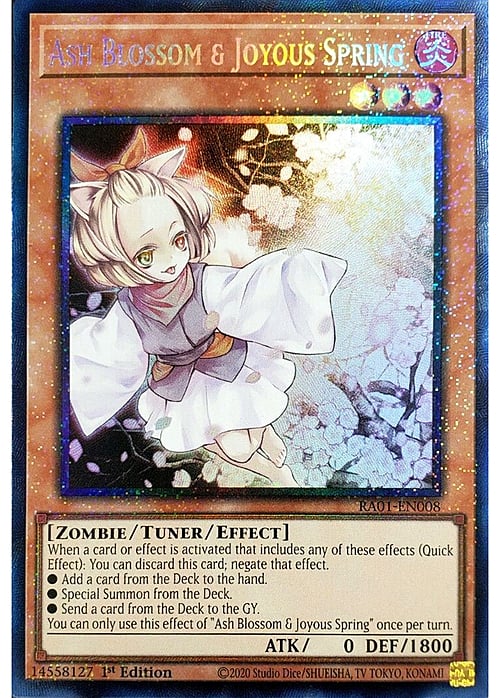 Ash Blossom & Joyous Spring
FIRE
炎
RA01-EN008
[Zombie/Tuner/Effect]
When a card or effect is activated that includes any of these effects (Quick
Effect): You can discard this card; negate that effect.
● Add a card from the Deck to the hand.
● Special Summon from the Deck.
● Send a card from the Deck to the GY.
You can only use this effect of "Ash Blossom & Joyous Spring" once per turn.
ATK/ 0 DEF/1800
14558127 1st Edition ©2020 Studio Dice/SHUEISHA, TV TOKYO, KONAMI